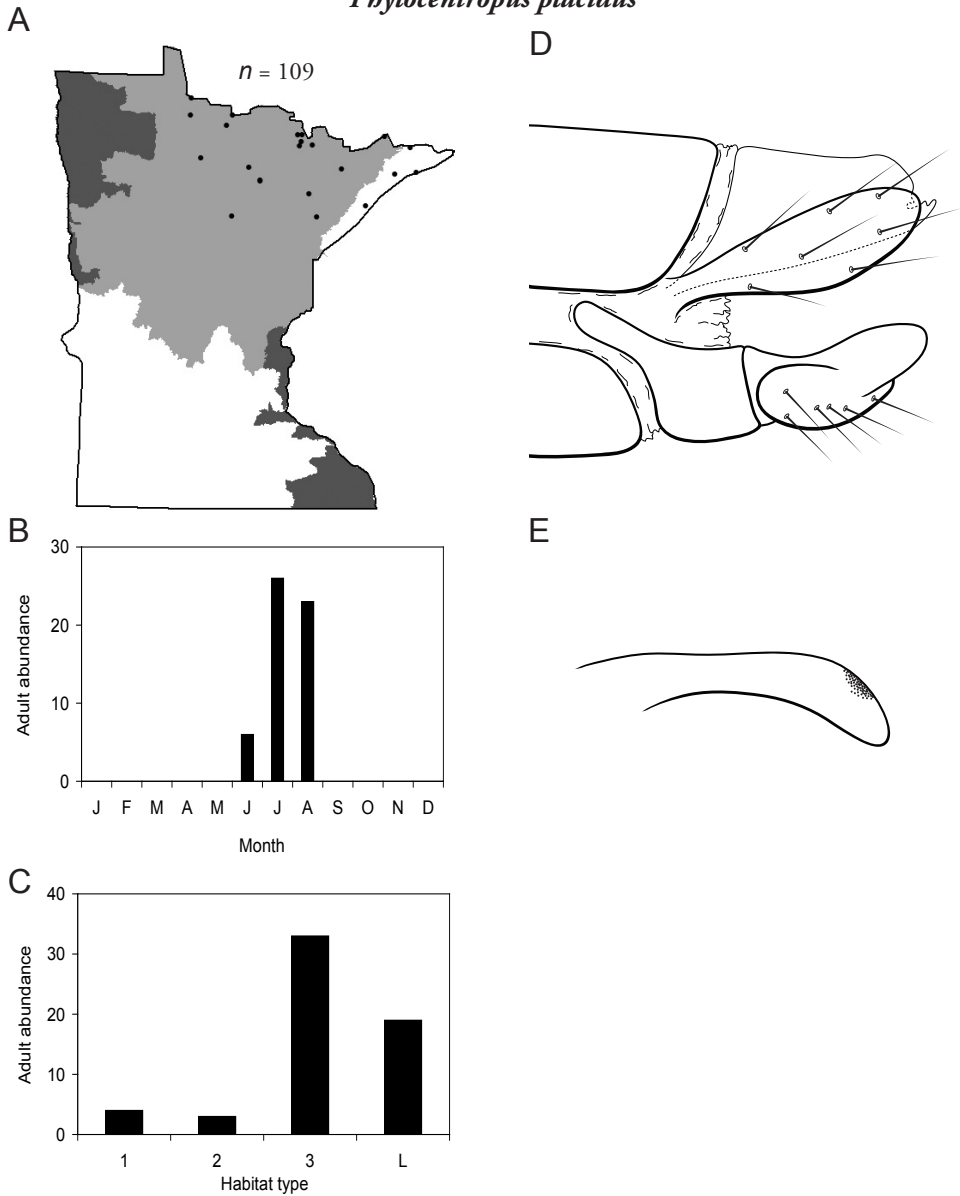 Phylocentropus placidus
A
n = 109
D
B
30
20
10
0
Adult abundance
J F M A M J J A S O N D
Month
E
C
40
30
20
10
0
Adult abundance
1 2 3 L
Habitat type